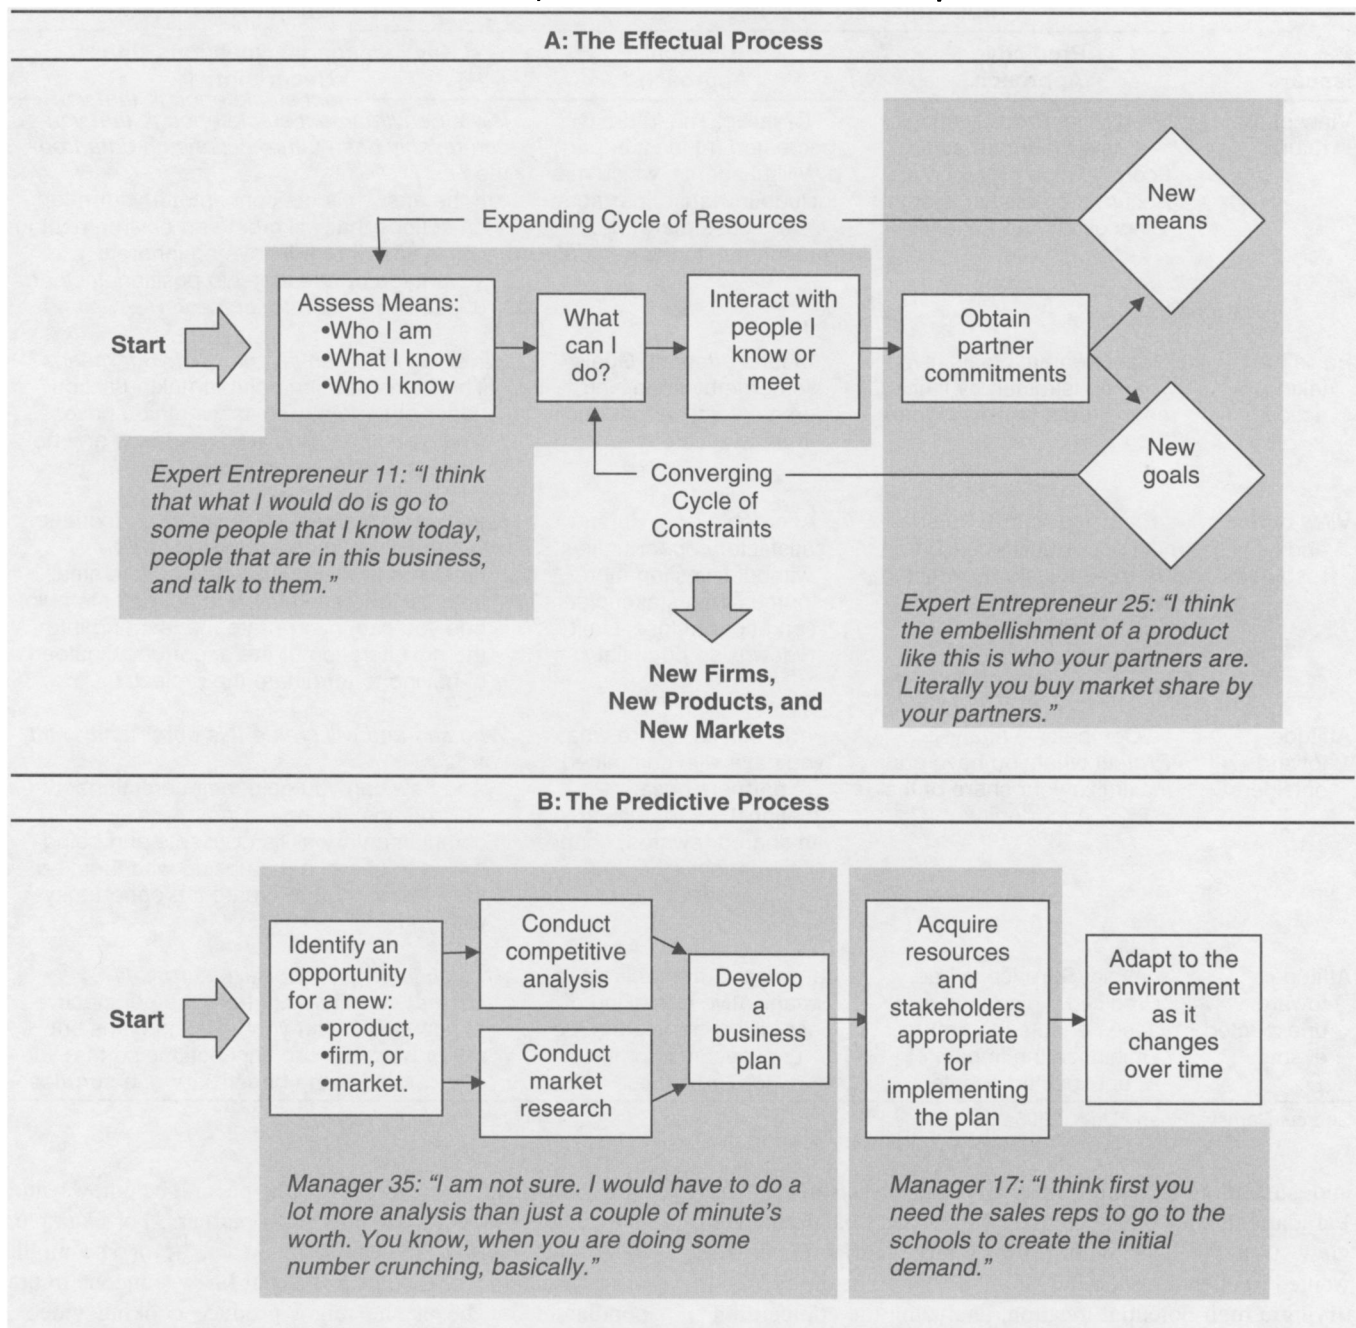 A: The Effectual Process
New
means
Expanding Cycle of Resources
Start
Assess Means:
•Who I am
•What I know
•Who I know
What
can I
do?
Interact with
people I
know or
meet
Obtain
partner
commitments
New
goals
Converging
Cycle of
Constraints
Expert Entrepreneur 11: “I think
that what I would do is go to
some people that I know today,
people that are in this business,
and talk to them.”
Expert Entrepreneur 25: “I think
the embellishment of a product
like this is who your partners are.
Literally you buy market share by
your partners.”
New Firms,
New Products, and
New Markets
B: The Predictive Process
Start
Identify an
opportunity
for a new:
•product,
•firm, or
•market.
Conduct
competitive
analysis
Conduct
market
research
Develop
a
business
plan
Acquire
resources
and
stakeholders
appropriate
for
implementing
the plan
Adapt to the
environment
as it
changes
over time
Manager 35: “I am not sure. I would have to do a
lot more analysis than just a couple of minute’s
worth. You know, when you are doing some
number crunching, basically.”
Manager 17: “I think first you
need the sales reps to go to the
schools to create the initial
demand.”